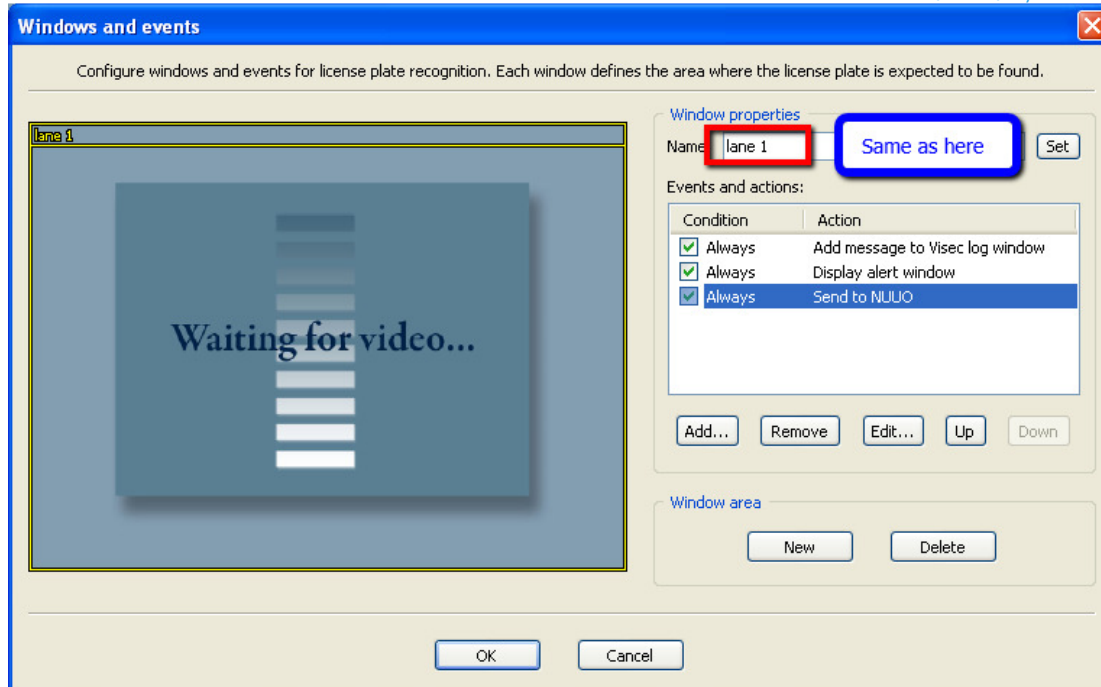 Windows and events
Configure windows and events for license plate recognition. Each window defines the area where the license plate is expected to be found.
lane 1
Waiting for video...
Window properties
Name
lane 1
Same as here
Set
Events and actions:
Condition Action
Always Add message to Visec log window
Always Display alert window
Always Send to NUUO
Add... Remove Edit... Up Down
Window area
New Delete
OK Cancel